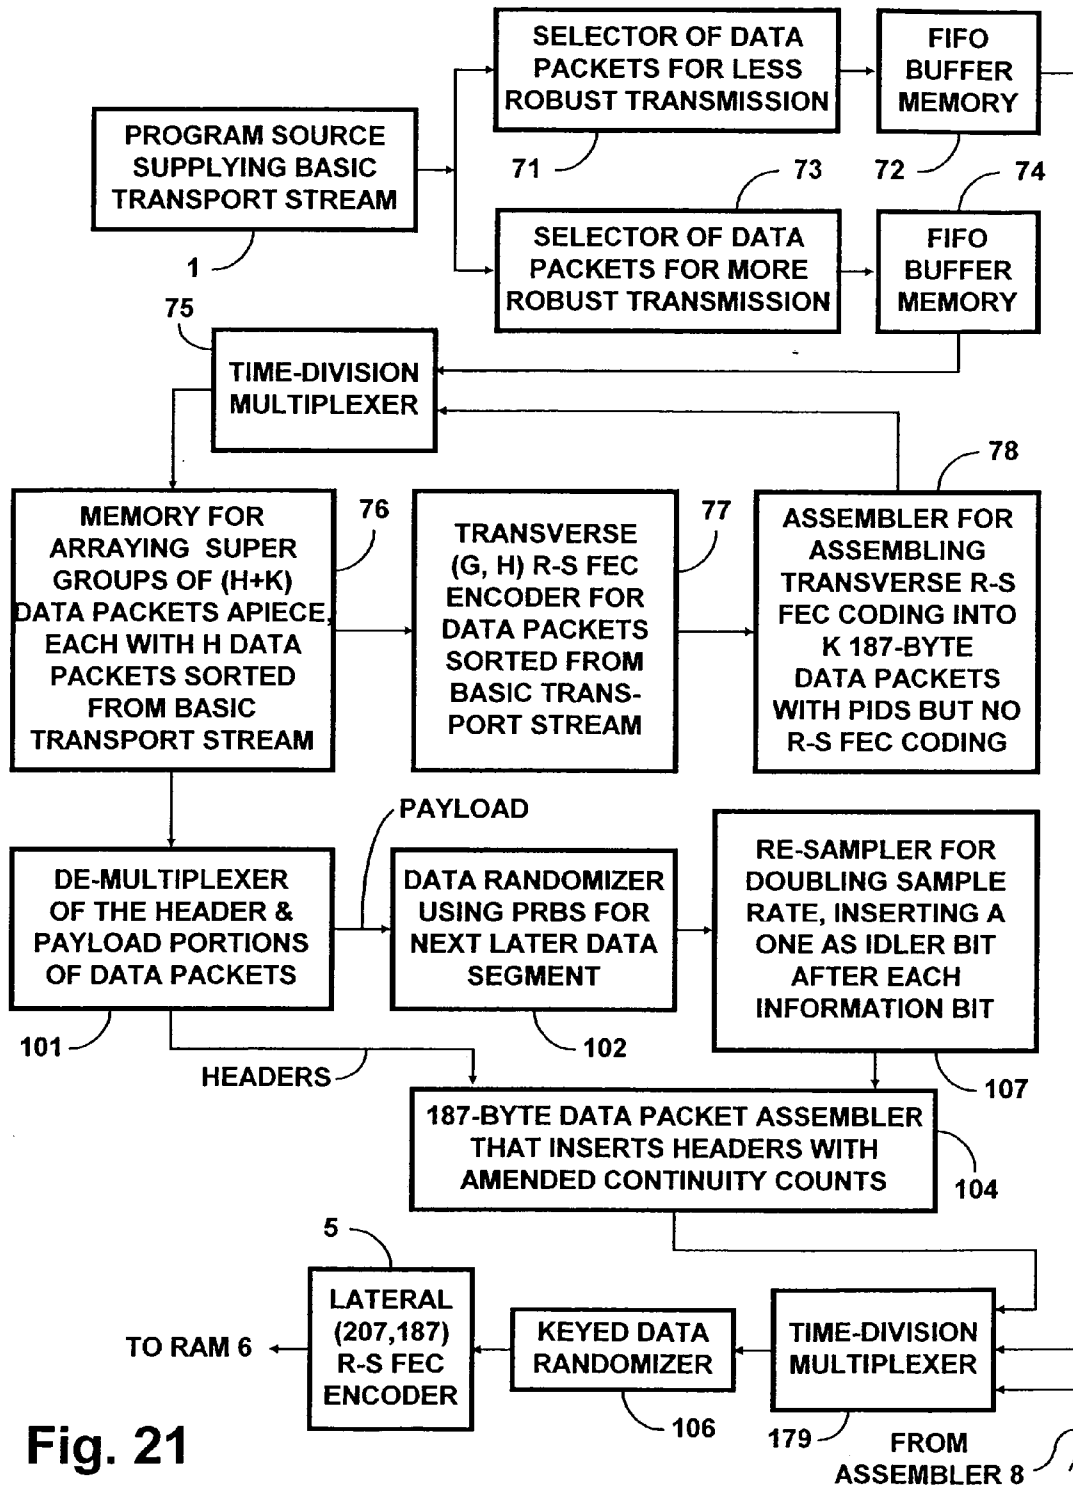 SELECTOR OF DATA
PACKETS FOR LESS
ROBUST TRANSMISSION
FIFO
BUFFER
MEMORY
PROGRAM SOURCE
SUPPLYING BASIC
TRANSPORT STREAM
71
73
72
74
SELECTOR OF DATA
PACKETS FOR MORE
ROBUST TRANSMISSION
FIFO
BUFFER
MEMORY
1
75
TIME-DIVISION
MULTIPLEXER
78
MEMORY FOR
ARRAYING SUPER
GROUPS OF (H+K)
DATA PACKETS APIECE,
EACH WITH H DATA
PACKETS SORTED
FROM BASIC
TRANSPORT STREAM
76
TRANSVERSE
(G, H) R-S FEC
ENCODER FOR
DATA PACKETS
SORTED FROM
BASIC TRANS-
PORT STREAM
77
ASSEMBLER FOR
ASSEMBLING
TRANSVERSE R-S
FEC CODING INTO
K 187-BYTE
DATA PACKETS
WITH PIDS BUT NO
R-S FEC CODING
PAYLOAD
DE-MULTIPLEXER
OF THE HEADER &
PAYLOAD PORTIONS
OF DATA PACKETS
DATA RANDOMIZER
USING PRBS FOR
NEXT LATER DATA
SEGMENT
RE-SAMPLER FOR
DOUBLING SAMPLE
RATE, INSERTING A
ONE AS IDLER BIT
AFTER EACH
INFORMATION BIT
101
102
107
HEADERS
187-BYTE DATA PACKET ASSEMBLER
THAT INSERTS HEADERS WITH
AMENDED CONTINUITY COUNTS
104
5
LATERAL
(207,187)
R-S FEC
ENCODER
TO RAM 6
KEYED DATA
RANDOMIZER
TIME-DIVISION
MULTIPLEXER
106
179
FROM
ASSEMBLER 8
Fig. 21